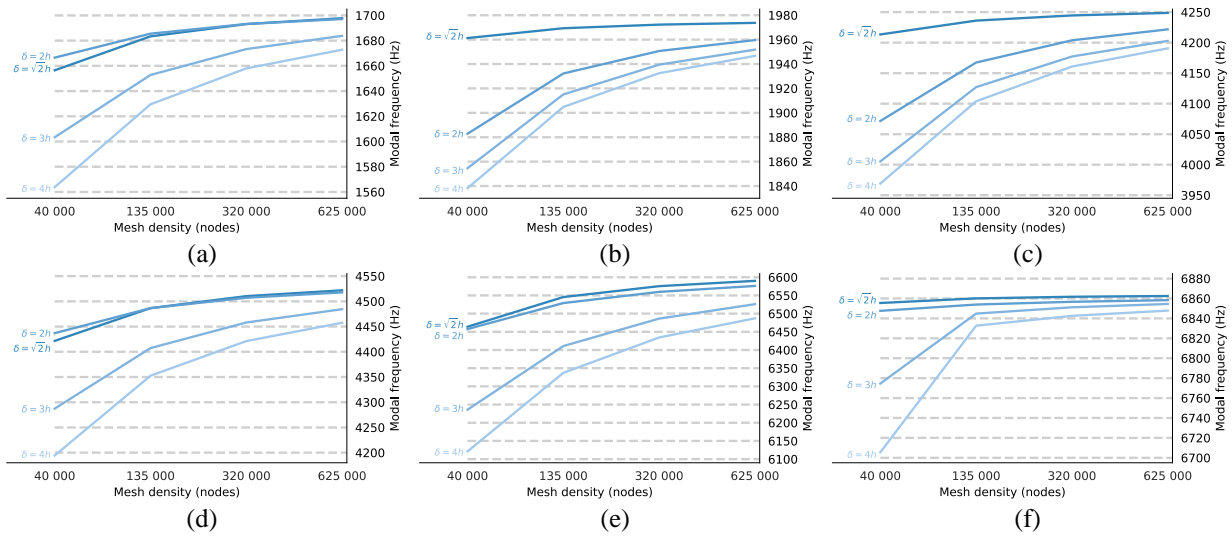 1700
1680
1660
1640
1620
1600
1580
1560
Modal frequency (Hz)
δ = 2h
δ = √2h
δ = 3h
δ = 4h
40 000 135 000 320 000 625 000
Mesh density (nodes)
(a)
1980
1960
1940
1920
1900
1880
1860
1840
Modal frequency (Hz)
δ = √2h
δ = 2h
δ = 3h
δ = 4h
40 000 135 000 320 000 625 000
Mesh density (nodes)
(b)
4250
4200
4150
4100
4050
4000
3950
Modal frequency (Hz)
δ = √2h
δ = 2h
δ = 3h
δ = 4h
40 000 135 000 320 000 625 000
Mesh density (nodes)
(c)
4550
4500
4450
4400
4350
4300
4250
4200
Modal frequency (Hz)
δ = 2h
δ = √2h
δ = 3h
δ = 4h
40 000 135 000 320 000 625 000
Mesh density (nodes)
(d)
6600
6550
6500
6450
6400
6350
6300
6250
6200
6150
6100
Modal frequency (Hz)
δ = √2h
δ = 2h
δ = 3h
δ = 4h
40 000 135 000 320 000 625 000
Mesh density (nodes)
(e)
6880
6860
6840
6820
6800
6780
6760
6740
6720
6700
Modal frequency (Hz)
δ = √2h
δ = 2h
δ = 3h
δ = 4h
40 000 135 000 320 000 625 000
Mesh density (nodes)
(f)